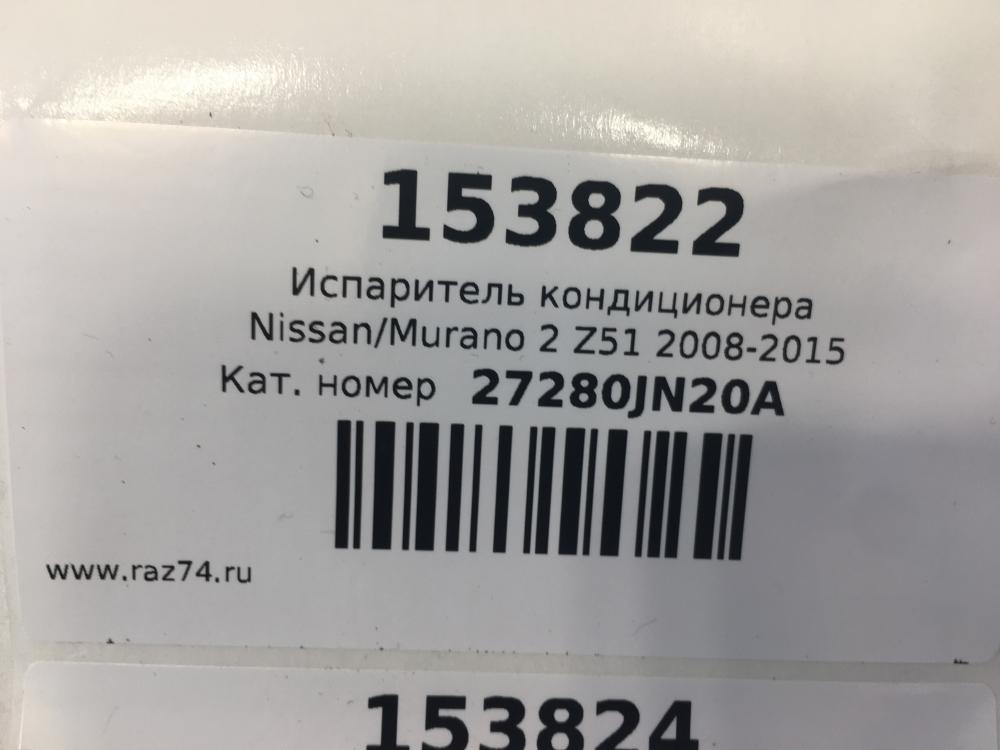 153822
Испаритель кондиционера
Nissan/Murano 2 Z51 2008-2015
Кат. номер 27280JN20A
www.raz74.ru
153824